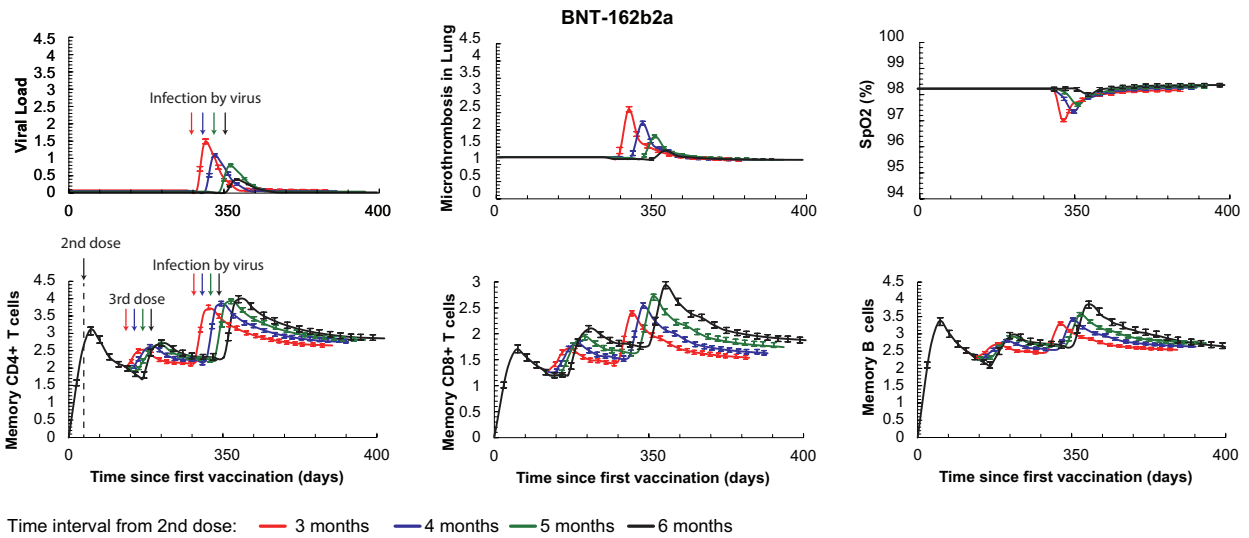 BNT-162b2a
Viral Load
4.5
4
3.5
3
2.5
2
1.5
1
0.5
0
Infection by virus
0 350 400
Microthrombosis in Lung
4.5
4
3.5
3
2.5
2
1.5
1
0.5
0
0 350 400
SpO2 (%)
100
99
98
98
97
96
95
94
0 350 400
2nd dose
3rd dose
Infection by virus
Memory CD4+ T cells
4.5
4
3.5
3
2.5
2
1.5
1
0.5
0
0 350 400
Time since first vaccination (days)
Memory CD8+ T cells
3
2.5
2
1.5
1
0.5
0
0 350 400
Time since first vaccination (days)
Memory B cells
4.5
4
3.5
3
2.5
2
1.5
1
0.5
0
0 350 400
Time since first vaccination (days)
Time interval from 2nd dose: 3 months 4 months 5 months 6 months